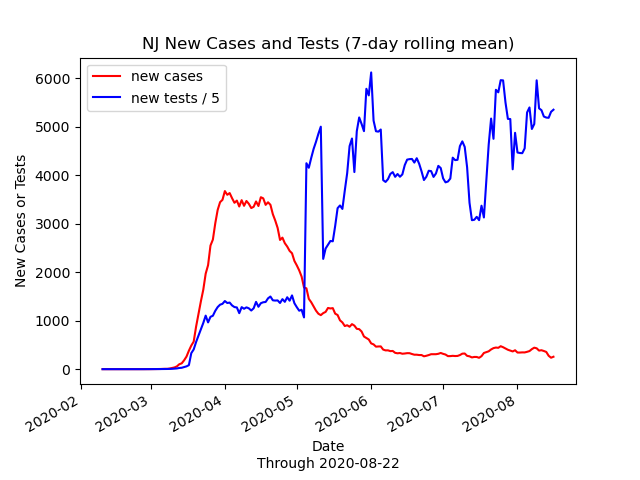 NJ New Cases and Tests (7-day rolling mean)
new cases
new tests / 5
6000
5000
4000
3000
2000
1000
0
New Cases or Tests
2020-02
2020-03
2020-04
2020-05
2020-06
2020-07
2020-08
Date
Through 2020-08-22